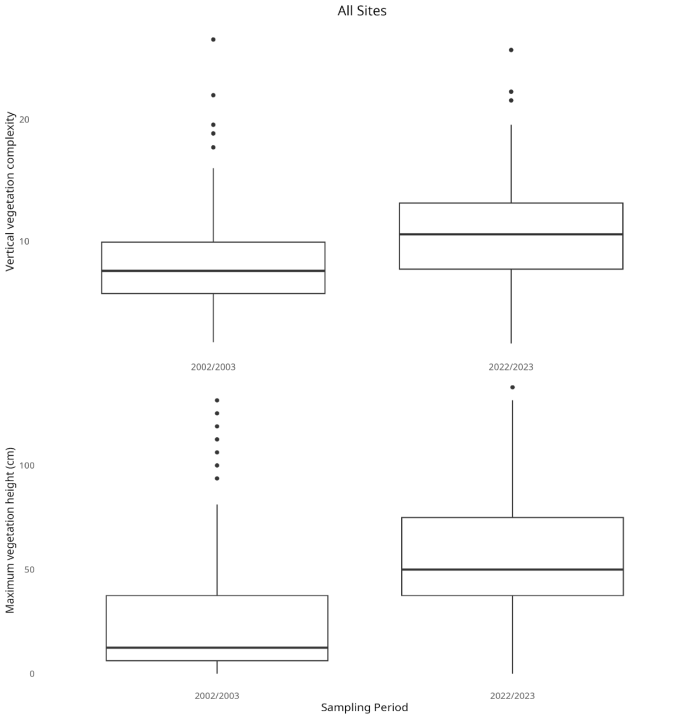 All Sites
Vertical vegetation complexity
20
10
2002/2003
2022/2023
Maximum vegetation height (cm)
100
50
0
2002/2003
2022/2023
Sampling Period